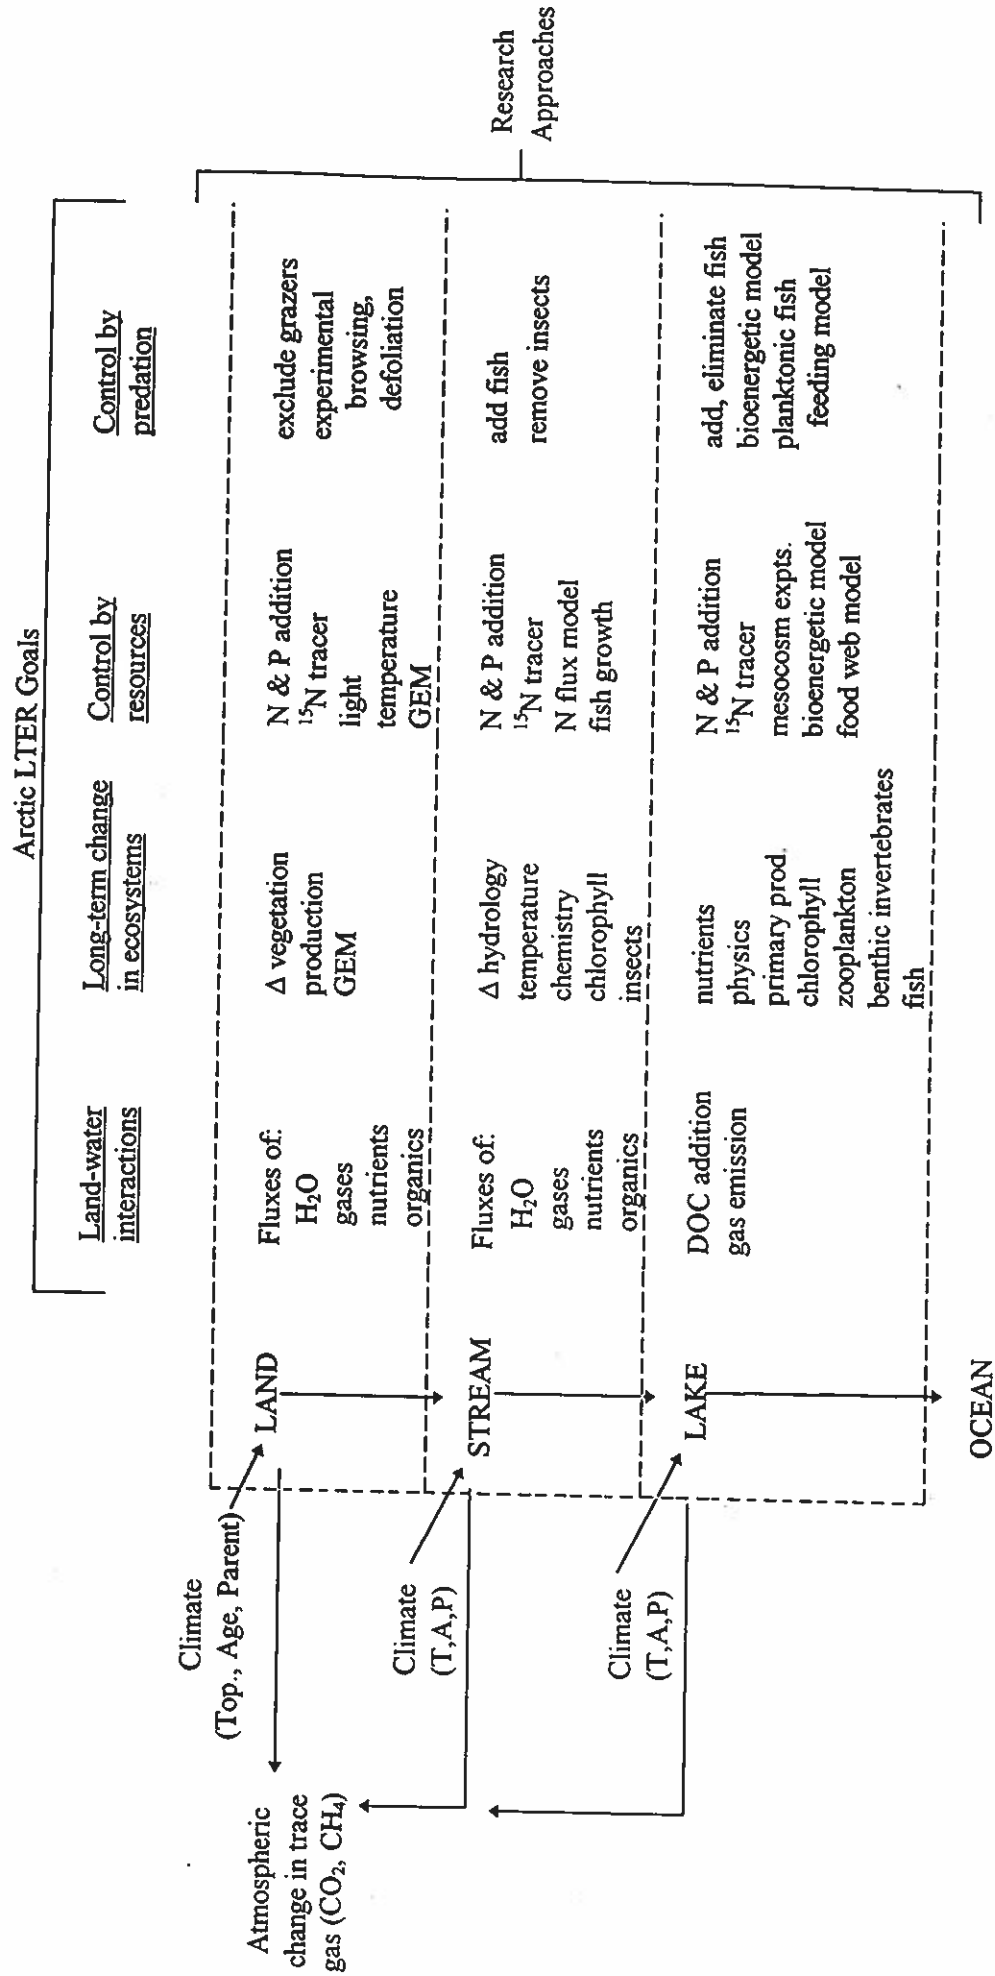 Arctic LTER Goals
Land-water
interactions
Long-term change
in ecosystems
Control by
resources
Control by
predation
Climate
(Top., Age, Parent)
Atmospheric
change in trace
gas (CO₂, CH₄)
LAND
Fluxes of:
H₂O
gases
nutrients
organics
Δ vegetation
production
GEM
N & P addition
¹⁵N tracer
light
temperature
GEM
exclude grazers
experimental
browsing,
defoliation
Climate
(T,A,P)
STREAM
Fluxes of:
H₂O
gases
nutrients
organics
Δ hydrology
temperature
chemistry
chlorophyll
insects
N & P addition
¹⁵N tracer
N flux model
fish growth
add fish
remove insects
Climate
(T,A,P)
LAKE
DOC addition
gas emission
nutrients
physics
primary prod.
chlorophyll
zooplankton
benthic invertebrates
fish
N & P addition
¹⁵N tracer
mesocosm expts.
bioenergetic model
food web model
add, eliminate fish
bioenergetic model
planktonic fish
feeding model
OCEAN
Research
Approaches